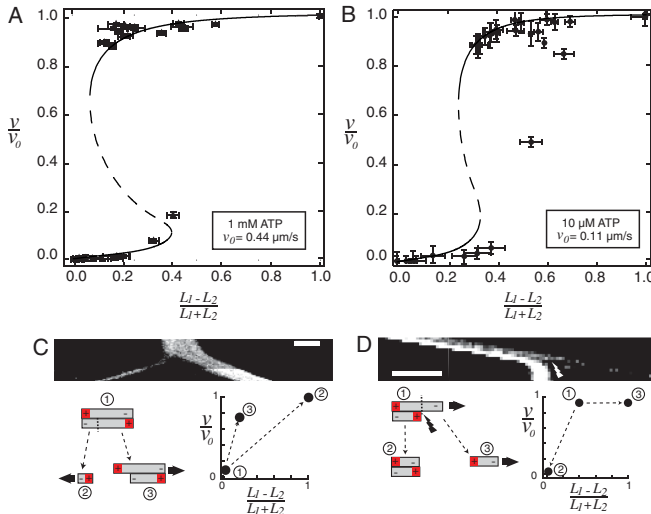 A
1.0
0.8
0.6
0.4
0.2
0.0
v
v0
0.0
0.2
0.4
0.6
0.8
1.0
L1 - L2
L1+L2
1 mM ATP
v0= 0.44 μm/s
B
1.0
0.8
0.6
0.4
0.2
0.0
v
v0
0.0
0.2
0.4
0.6
0.8
1.0
L1 - L2
L1+L2
10 μM ATP
v0= 0.11 μm/s
C
①
+ -
- +
②
- +
③
+ -
- +
1
v
v0
0
0
1
L1 - L2
L1+L2
①
②
③
D
①
+ -
- +
②
+ -
- +
③
+ -
1
v
v0
0
0
1
L1 - L2
L1+L2
①
②
③